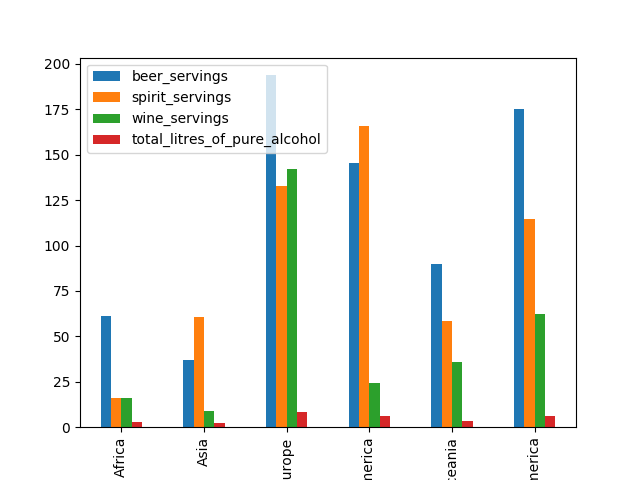 200
175
150
125
100
75
50
25
0
beer_servings
spirit_servings
wine_servings
total_litres_of_pure_alcohol
Africa
Asia
urope
merica
ceania
merica